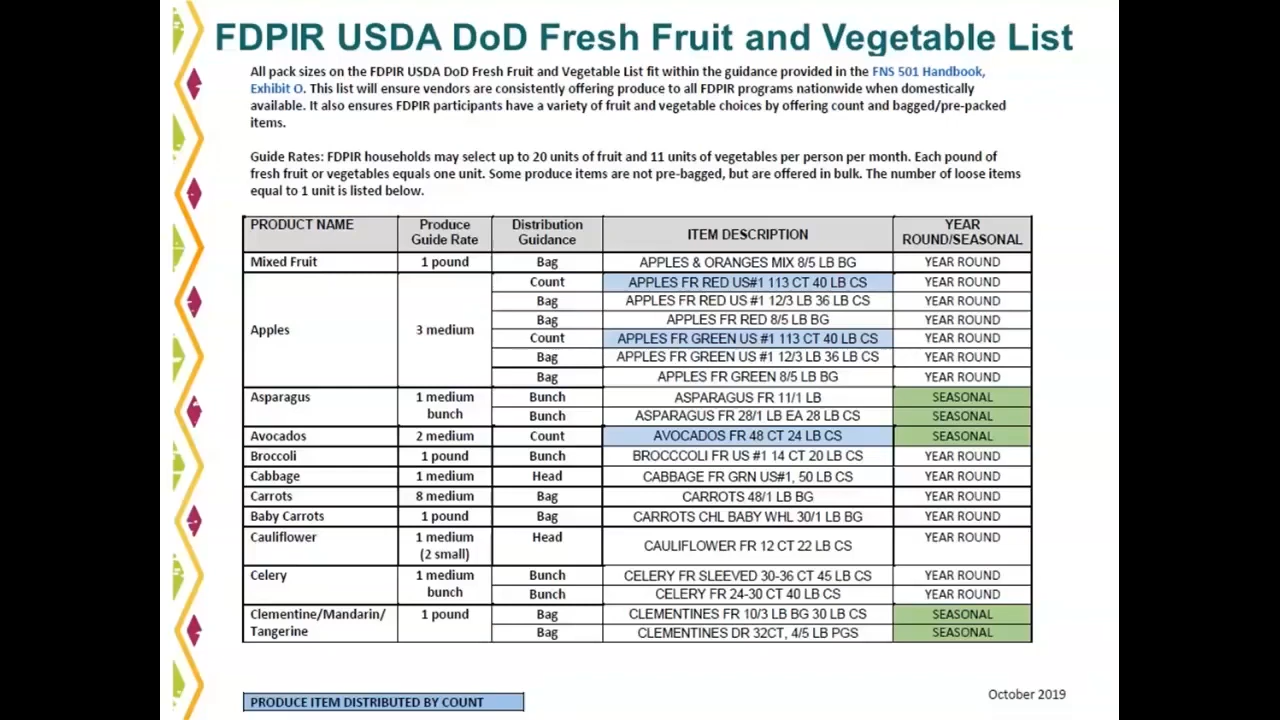 FDPIR USDA DoD Fresh Fruit and Vegetable List
All pack sizes on the FDPIR USDA DoD Fresh Fruit and Vegetable List fit within the guidance provided in the FNS 501 Handbook,
Exhibit O. This list will ensure vendors are consistently offering produce to all FDPIR programs nationwide when domestically
available. It also ensures FDPIR participants have a variety of fruit and vegetable choices by offering count and bagged/pre-packed
items.
Guide Rates: FDPIR households may select up to 20 units of fruit and 11 units of vegetables per person per month. Each pound of
fresh fruit or vegetables equals one unit. Some produce items are not pre-bagged, but are offered in bulk. The number of loose items
equal to 1 unit is listed below.
PRODUCT NAME Produce Guide Rate Distribution Guidance ITEM DESCRIPTION YEAR ROUND/SEASONAL
Mixed Fruit 1 pound Bag APPLES & ORANGES MIX 8/5 LB BG YEAR ROUND
Apples 3 medium Count APPLES FR RED US#1 113 CT 40 LB CS YEAR ROUND
Bag APPLES FR RED US #1 12/3 LB 36 LB CS YEAR ROUND
Bag APPLES FR RED 8/5 LB BG YEAR ROUND
Count APPLES FR GREEN US #1 113 CT 40 LB CS YEAR ROUND
Bag APPLES FR GREEN US #1 12/3 LB 36 LB CS YEAR ROUND
Bag APPLES FR GREEN 8/5 LB BG YEAR ROUND
Asparagus 1 medium bunch Bunch ASPARAGUS FR 11/1 LB SEASONAL
Bunch ASPARAGUS FR 28/1 LB EA 28 LB CS SEASONAL
Avocados 2 medium Count AVOCADOS FR 48 CT 24 LB CS SEASONAL
Broccoli 1 pound Bunch BROCCCOLI FR US #1 14 CT 20 LB CS YEAR ROUND
Cabbage 1 medium Head CABBAGE FR GRN US#1, 50 LB CS YEAR ROUND
Carrots 8 medium Bag CARROTS 48/1 LB BG YEAR ROUND
Baby Carrots 1 pound Bag CARROTS CHL BABY WHL 30/1 LB BG YEAR ROUND
Cauliflower 1 medium (2 small) Head CAULIFLOWER FR 12 CT 22 LB CS YEAR ROUND
Celery 1 medium bunch Bunch CELERY FR SLEEVED 30-36 CT 45 LB CS YEAR ROUND
Bunch CELERY FR 24-30 CT 40 LB CS YEAR ROUND
Clementine/Mandarin/ Tangerine 1 pound Bag CLEMENTINES FR 10/3 LB BG 30 LB CS SEASONAL
Bag CLEMENTINES DR 32CT, 4/5 LB PGS SEASONAL
October 2019
PRODUCE ITEM DISTRIBUTED BY COUNT